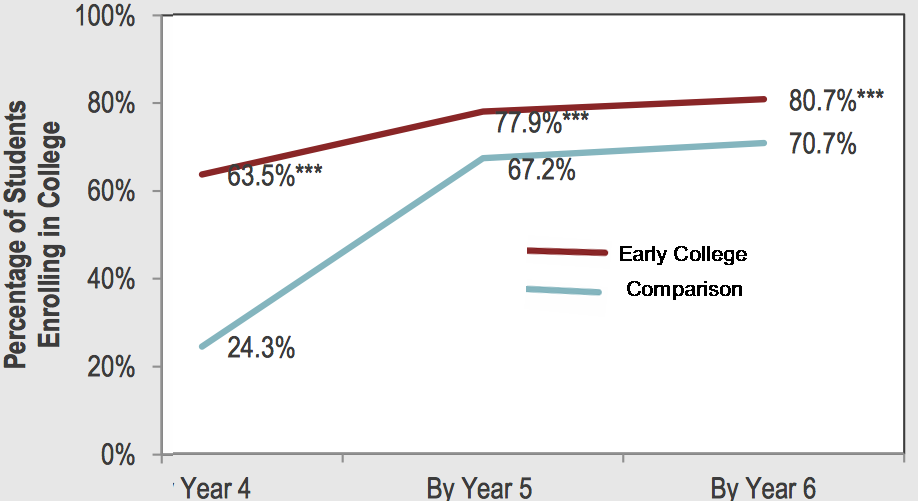 Percentage of Students
Enrolling in College
100%
80%
60%
40%
20%
0%
80.7%***
77.9%***
70.7%
63.5%***
67.2%
24.3%
Early College
Comparison
Year 4
By Year 5
By Year 6